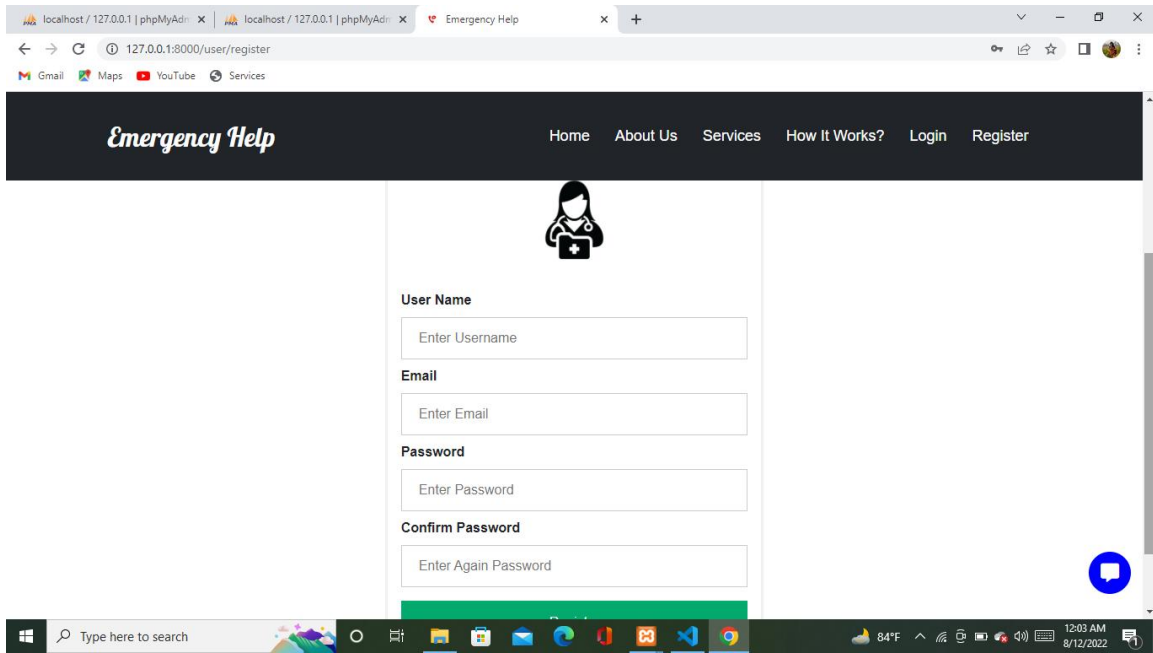 localhost / 127.0.0.1 | phpMyAdn
localhost / 127.0.0.1 | phpMyAdn
Emergency Help
127.0.0.1:8000/user/register
Gmail Maps YouTube Services
Emergency Help
Home About Us Services How It Works? Login Register
User Name
Enter Username
Email
Enter Email
Password
Enter Password
Confirm Password
Enter Again Password
Type here to search
84°F
12:03 AM
8/12/2022